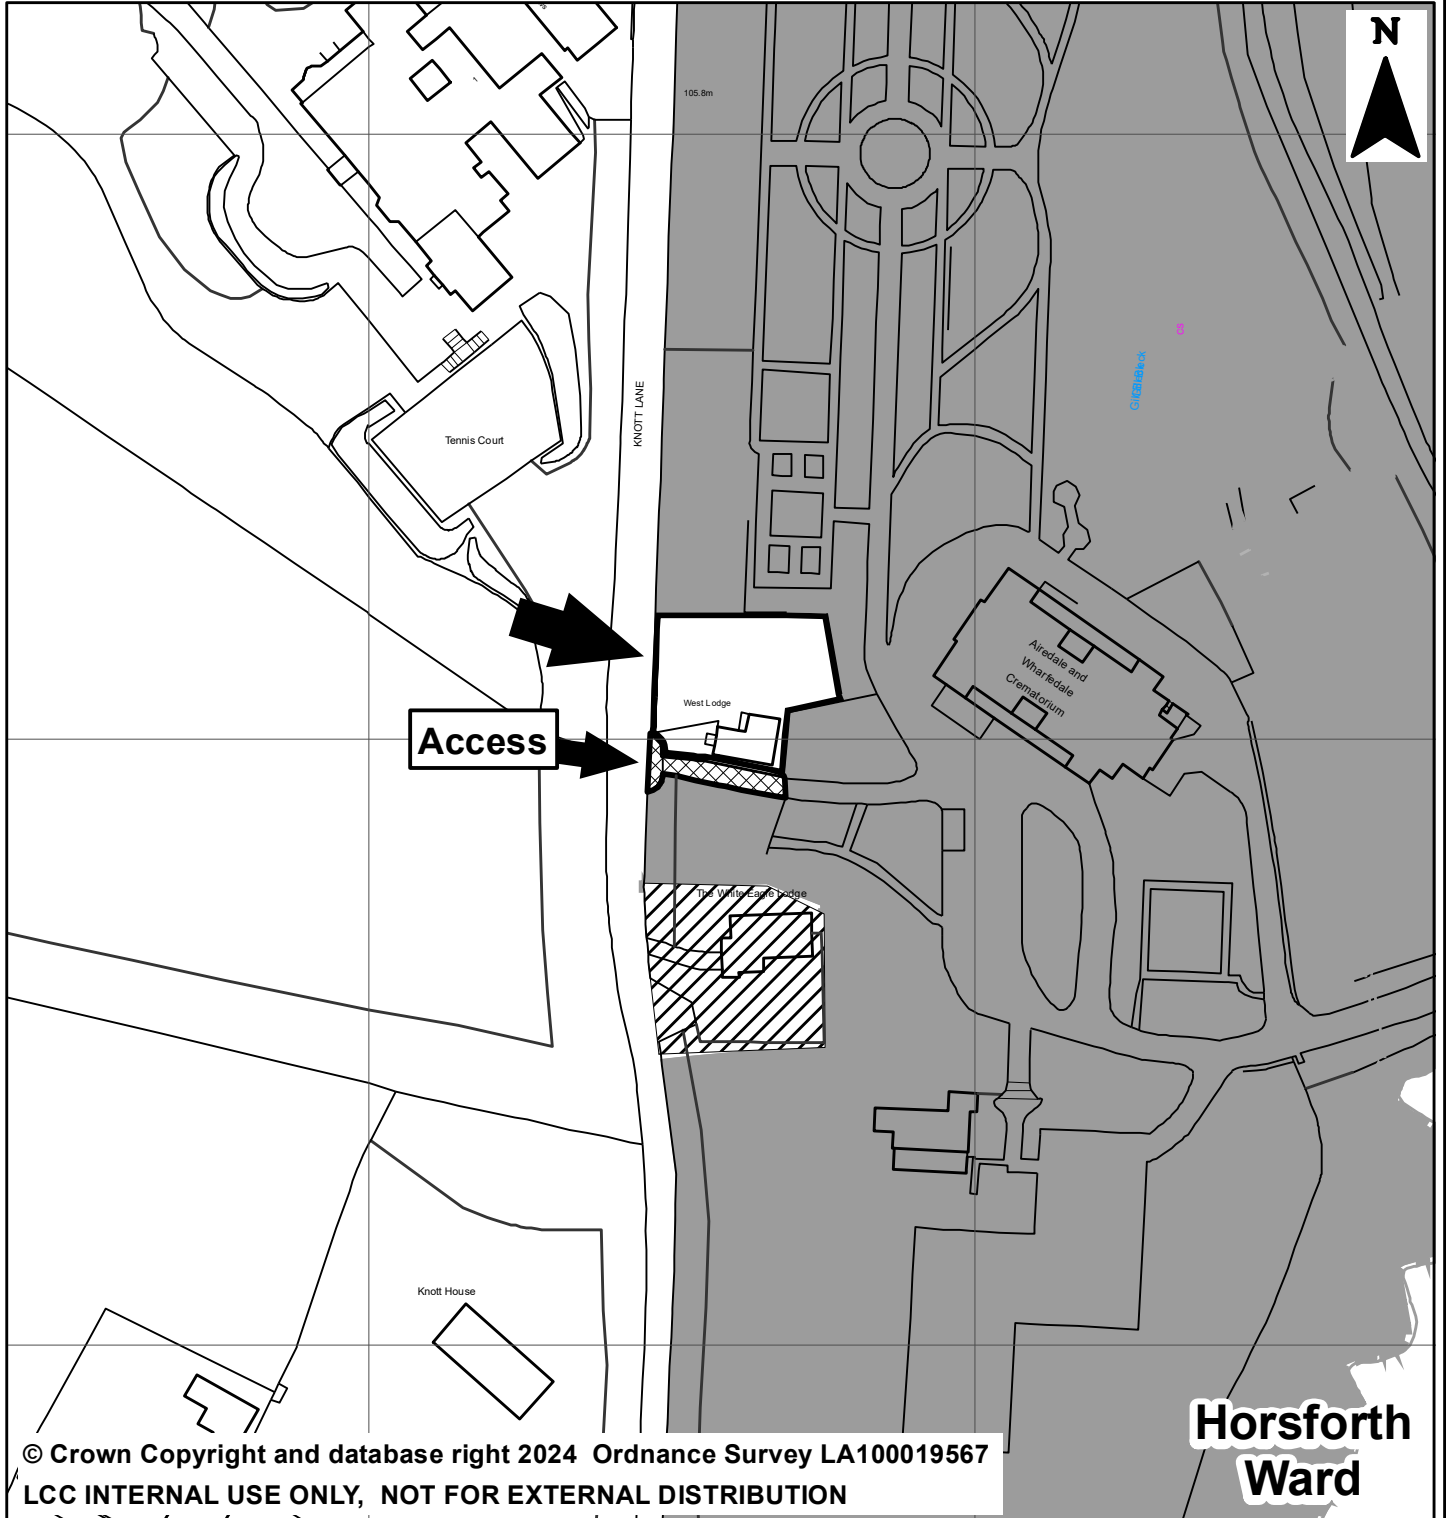 N
105.8m
1
CS
KNOTT LANE
Tennis Court
Airedale and
Wharfedale
Crematorium
West Lodge
Access
The White Eagle Lodge
Knott House
Horsforth
Ward
© Crown Copyright and database right 2024 Ordnance Survey LA100019567
LCC INTERNAL USE ONLY, NOT FOR EXTERNAL DISTRIBUTION